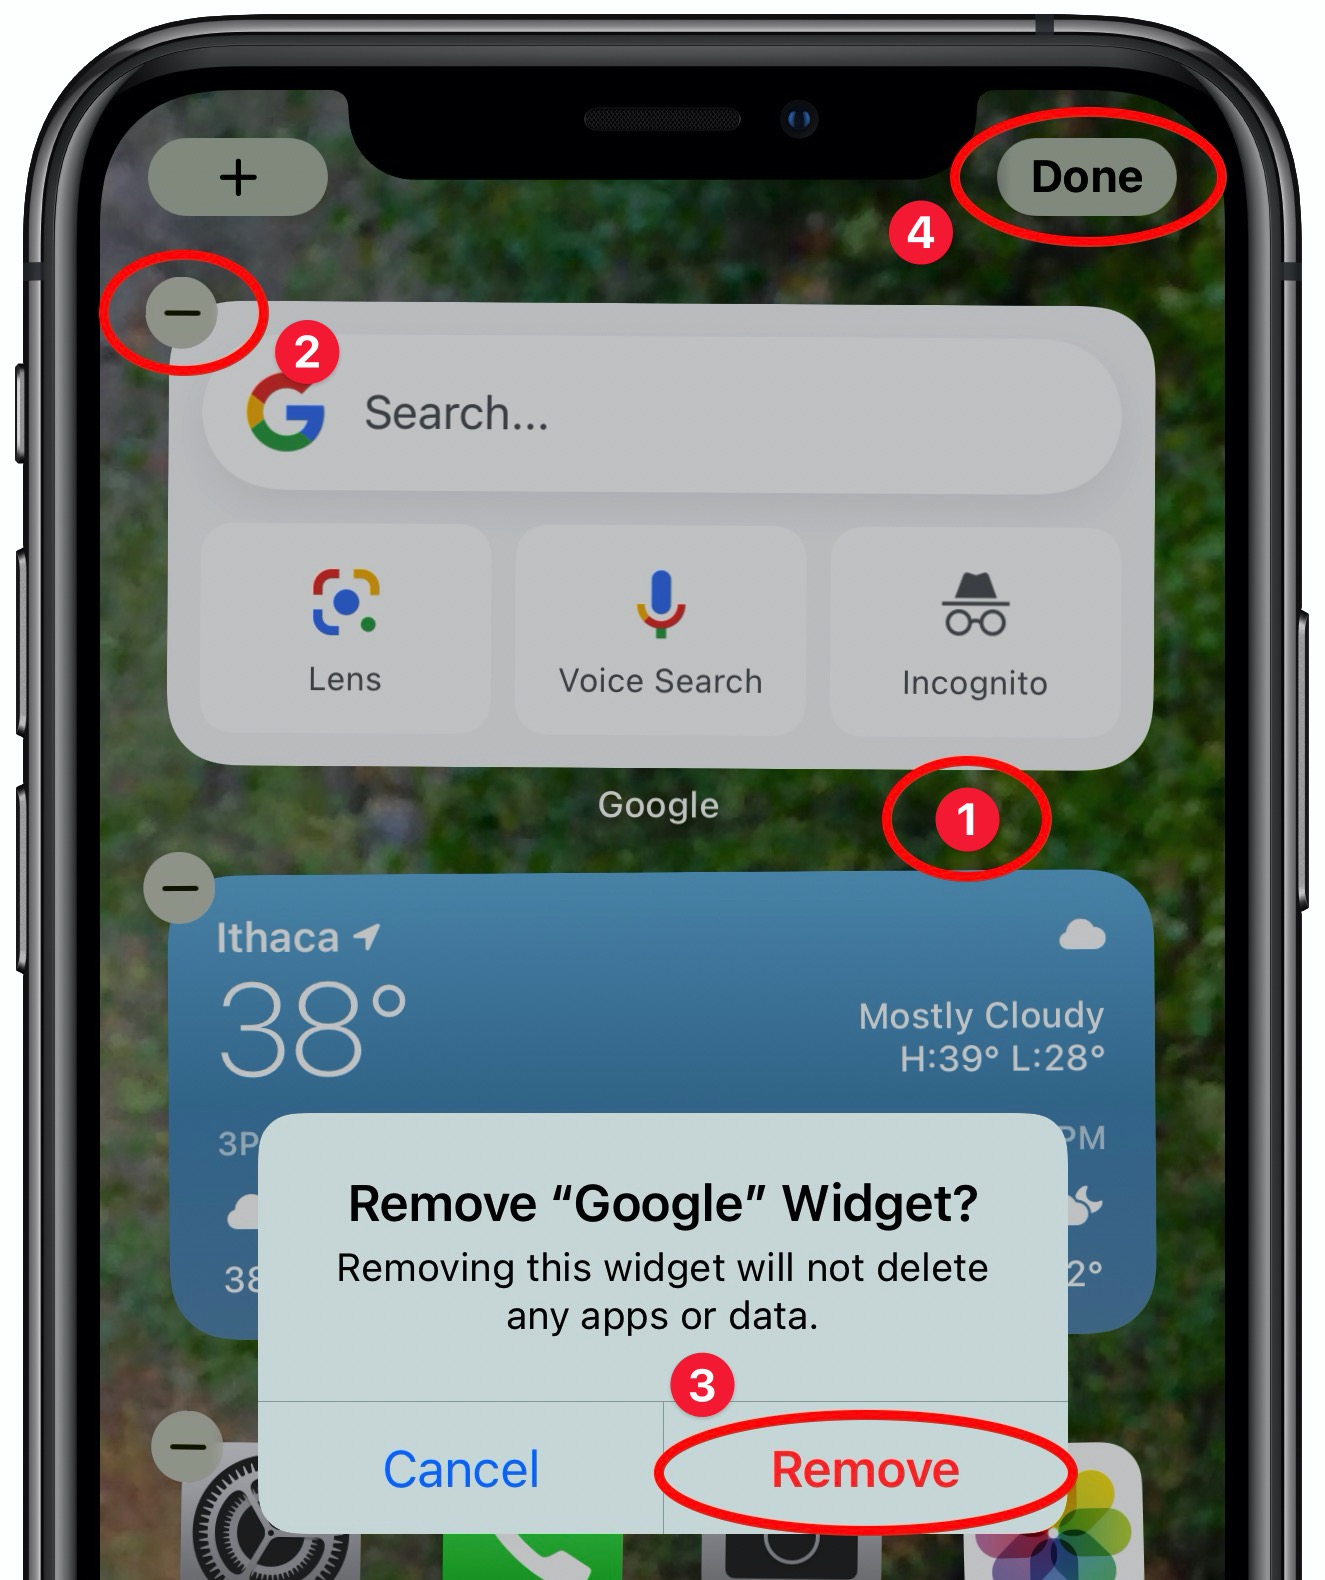 +
Done
4
2
Search...
Lens
Voice Search
Incognito
Google
1
Ithaca
38°
Mostly Cloudy
H:39° L:28°
3P
PM
38
2°
Remove “Google” Widget?
Removing this widget will not delete
any apps or data.
3
Cancel
Remove